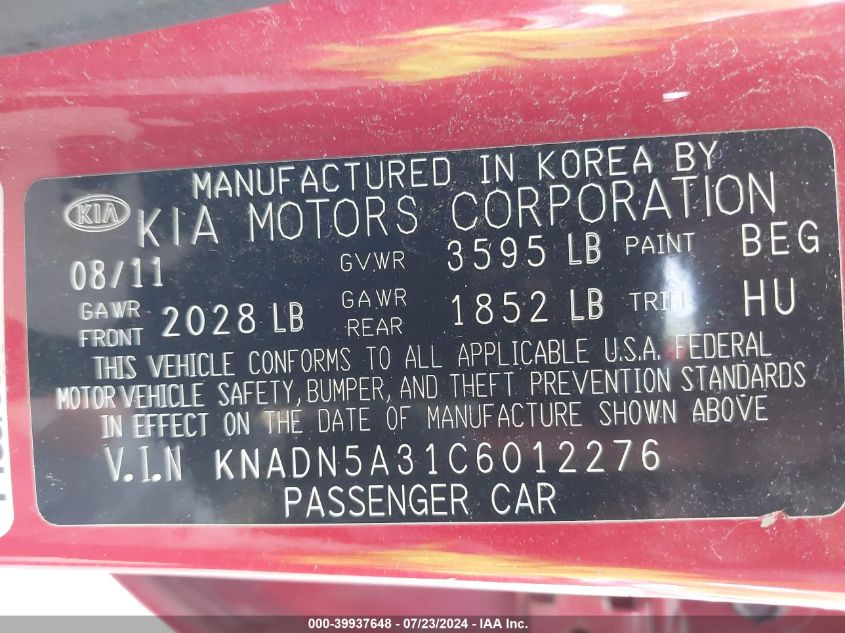 MANUFACTURED IN KOREA BY
KIA KIA MOTORS CORPORATION
08/11 GVWR 3595 LB PAINT BEG
GAWR FRONT 2028 LB GAWR REAR 1852 LB TRIM HU
THIS VEHICLE CONFORMS TO ALL APPLICABLE U.S.A. FEDERAL
MOTOR VEHICLE SAFETY, BUMPER, AND THEFT PREVENTION STANDARDS
IN EFFECT ON THE DATE OF MANUFACTURE SHOWN ABOVE
V.I.N KNADN5A31C6012276
PASSENGER CAR
000-39937648 - 07/23/2024 - IAA Inc.